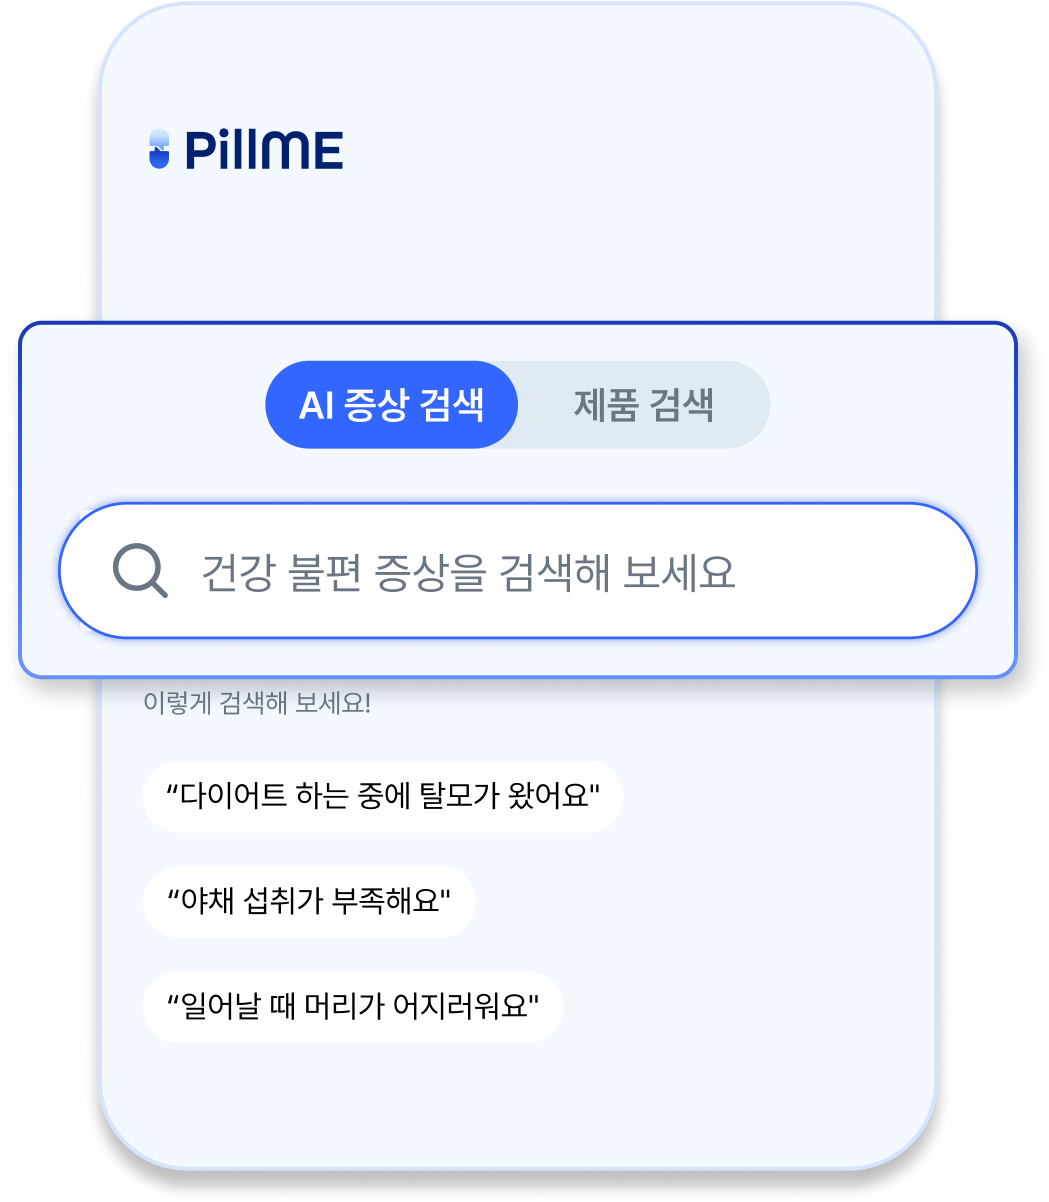 PillME
AI 증상 검색 제품 검색
건강 불편 증상을 검색해 보세요
이렇게 검색해 보세요!
“다이어트 하는 중에 탈모가 왔어요"
“야채 섭취가 부족해요"
“일어날 때 머리가 어지러워요"